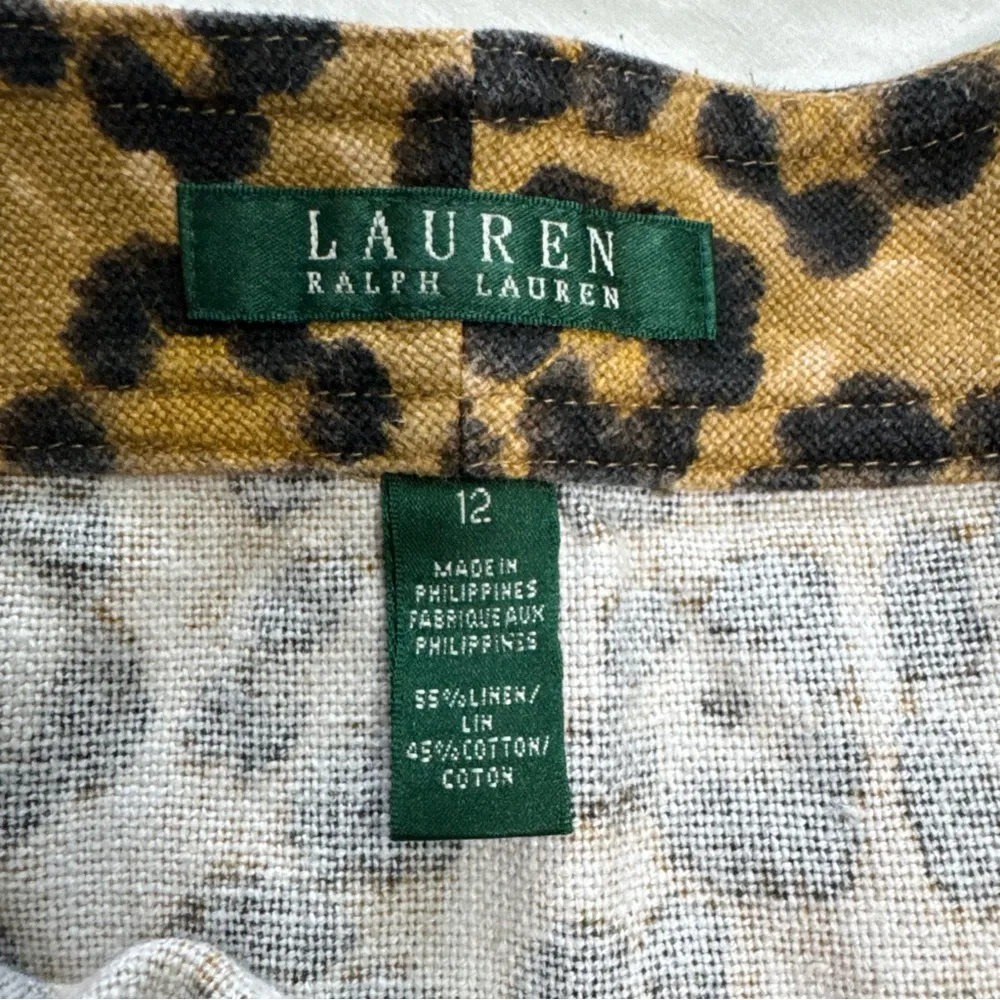 LAUREN
RALPH LAUREN
12
MADE IN
PHILIPPINES
FABRIQUE AUX
PHILIPPINES
55% LINEN/
LIN
45% COTTON/
COTON